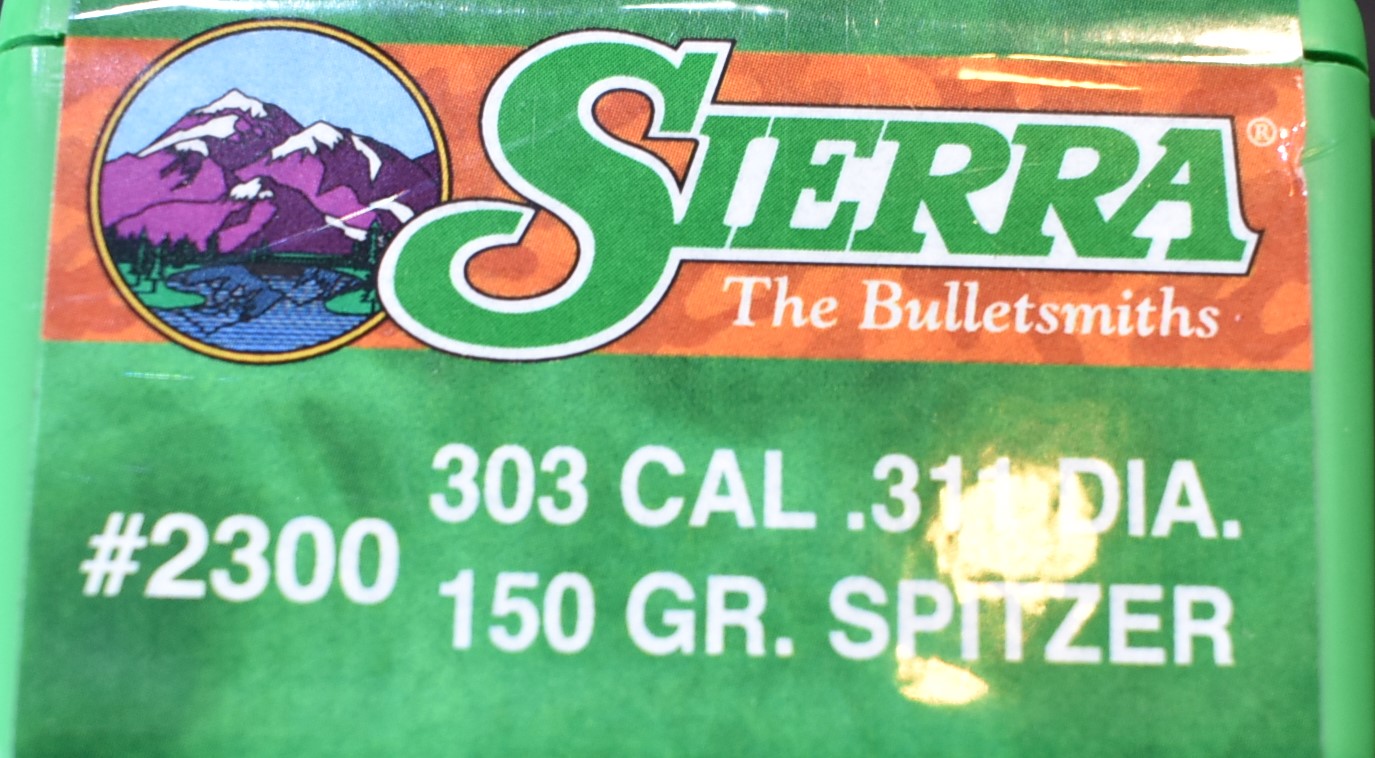 SIERRA®
The Bulletsmiths
#2300
303 CAL .311 DIA.
150 GR. SPITZER